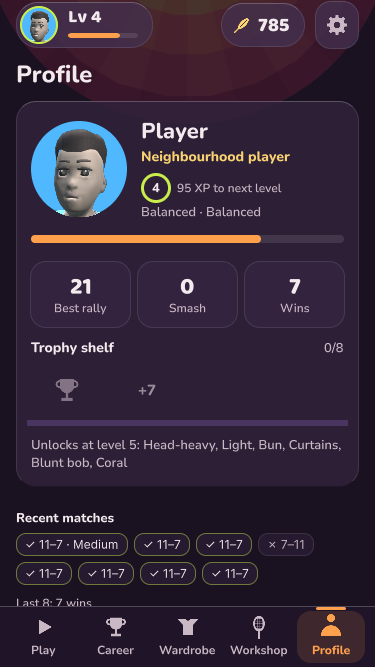 Lv 4
785
Profile
Player
Neighbourhood player
4 95 XP to next level
Balanced · Balanced
21 0 7
Best rally Smash Wins
Trophy shelf 0/8
+7
Unlocks at level 5: Head-heavy, Light, Bun, Curtains,
Blunt bob, Coral
Recent matches
✓ 11–7 · Medium ✓ 11–7 ✓ 11–7 × 7–11
✓ 11–7 ✓ 11–7 ✓ 11–7 ✓ 11–7
Last 8: 7 wins
Play Career Wardrobe Workshop Profile